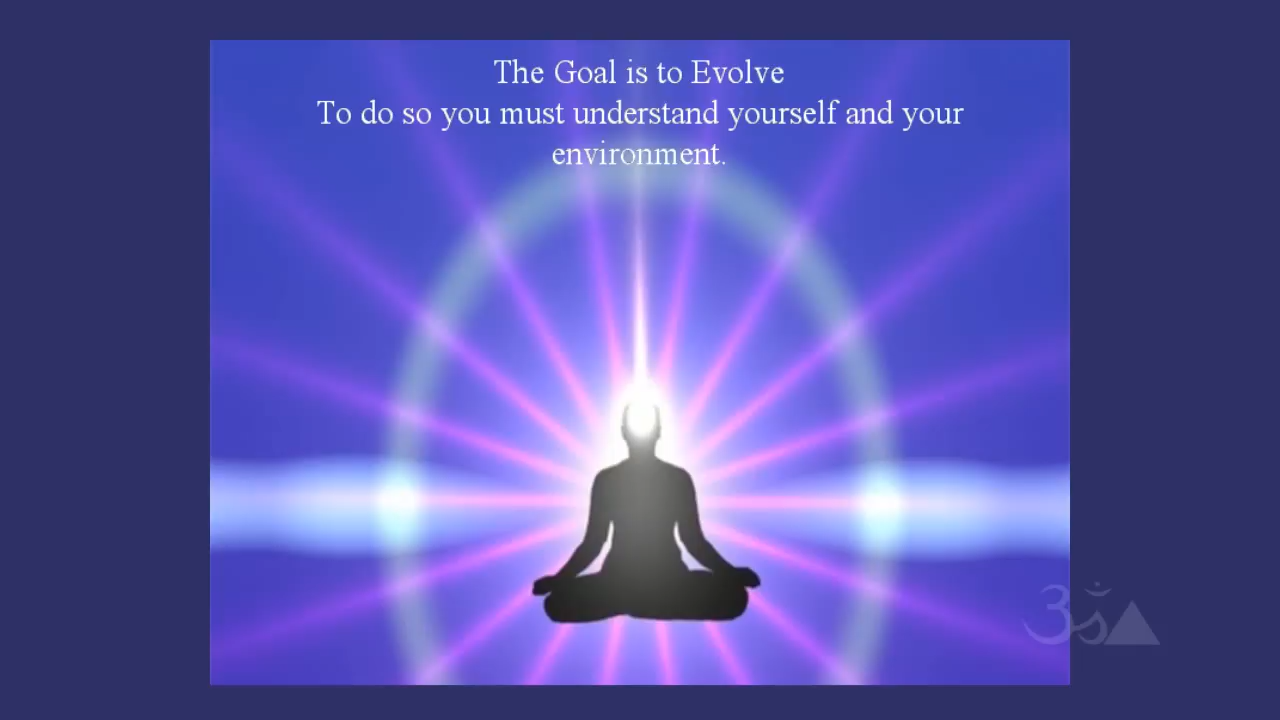 The Goal is to Evolve
To do so you must understand yourself and your
environment.
ॐ